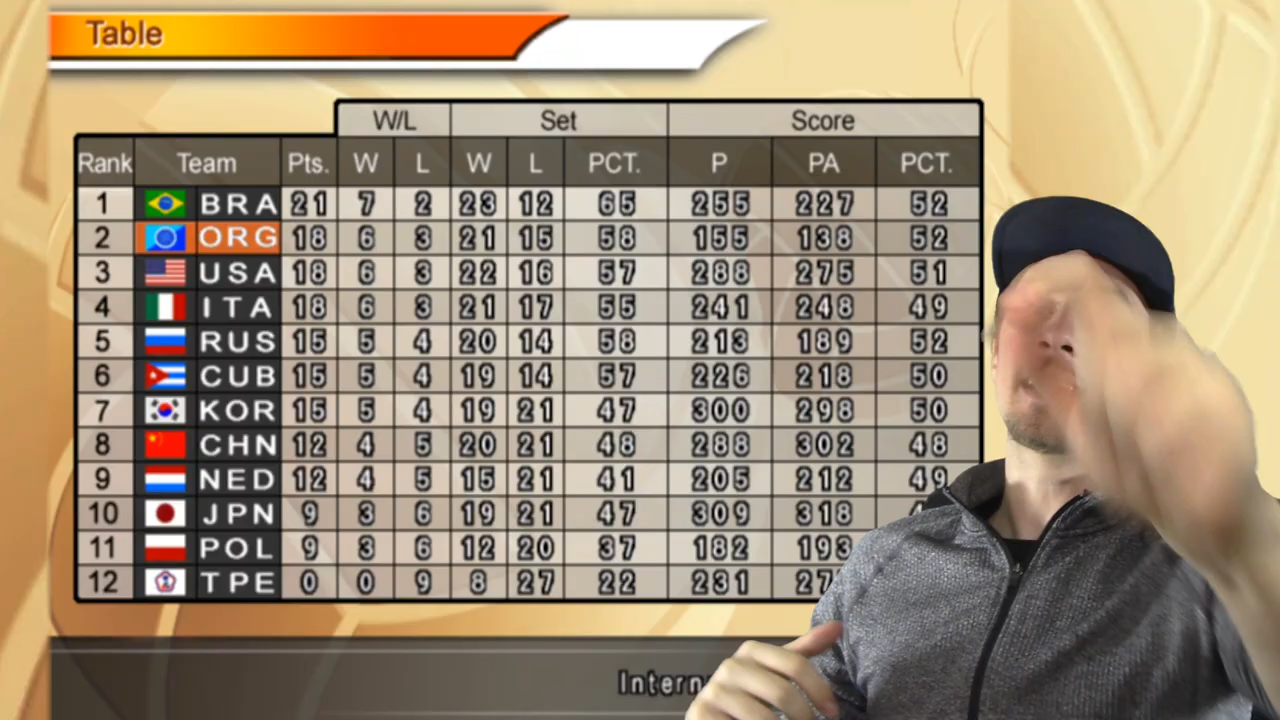 Table
W/L Set Score
Rank Team Pts. W L W L PCT. P PA PCT.
1 BRA 21 7 2 23 12 65 255 227 52
2 ORG 18 6 3 21 15 58 155 138 52
3 USA 18 6 3 22 16 57 288 275 51
4 ITA 18 6 3 21 17 55 241 248 49
5 RUS 15 5 4 20 14 58 213 189 52
6 CUB 15 5 4 19 14 57 226 218 50
7 KOR 15 5 4 19 21 47 300 298 50
8 CHN 12 4 5 20 21 48 288 302 48
9 NED 12 4 5 15 21 41 205 212 49
10 JPN 9 3 6 19 21 47 309 318
11 POL 9 3 6 12 20 37 182 193
12 TPE 0 0 9 8 27 22 231